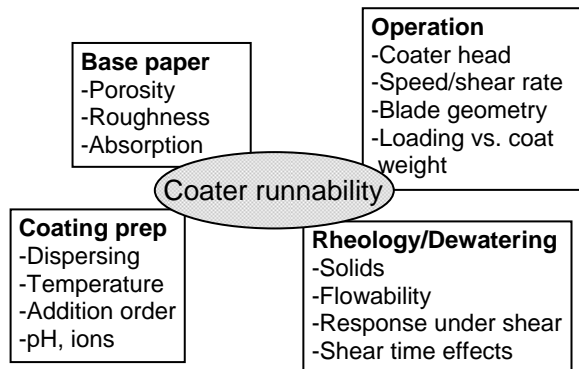 Base paper
-Porosity
-Roughness
-Absorption
Operation
-Coater head
-Speed/shear rate
-Blade geometry
-Loading vs. coat
weight
Coater runnability
Coating prep
-Dispersing
-Temperature
-Addition order
-pH, ions
Rheology/Dewatering
-Solids
-Flowability
-Response under shear
-Shear time effects